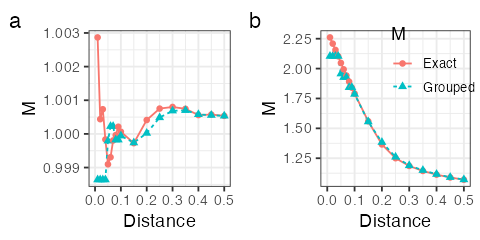 a
1.003
1.002
1.001
1.000
0.999
M
0.0 0.1 0.2 0.3 0.4 0.5
Distance
b
2.25
2.00
1.75
1.50
1.25
M
0.0 0.1 0.2 0.3 0.4 0.5
Distance
M
Exact
Grouped